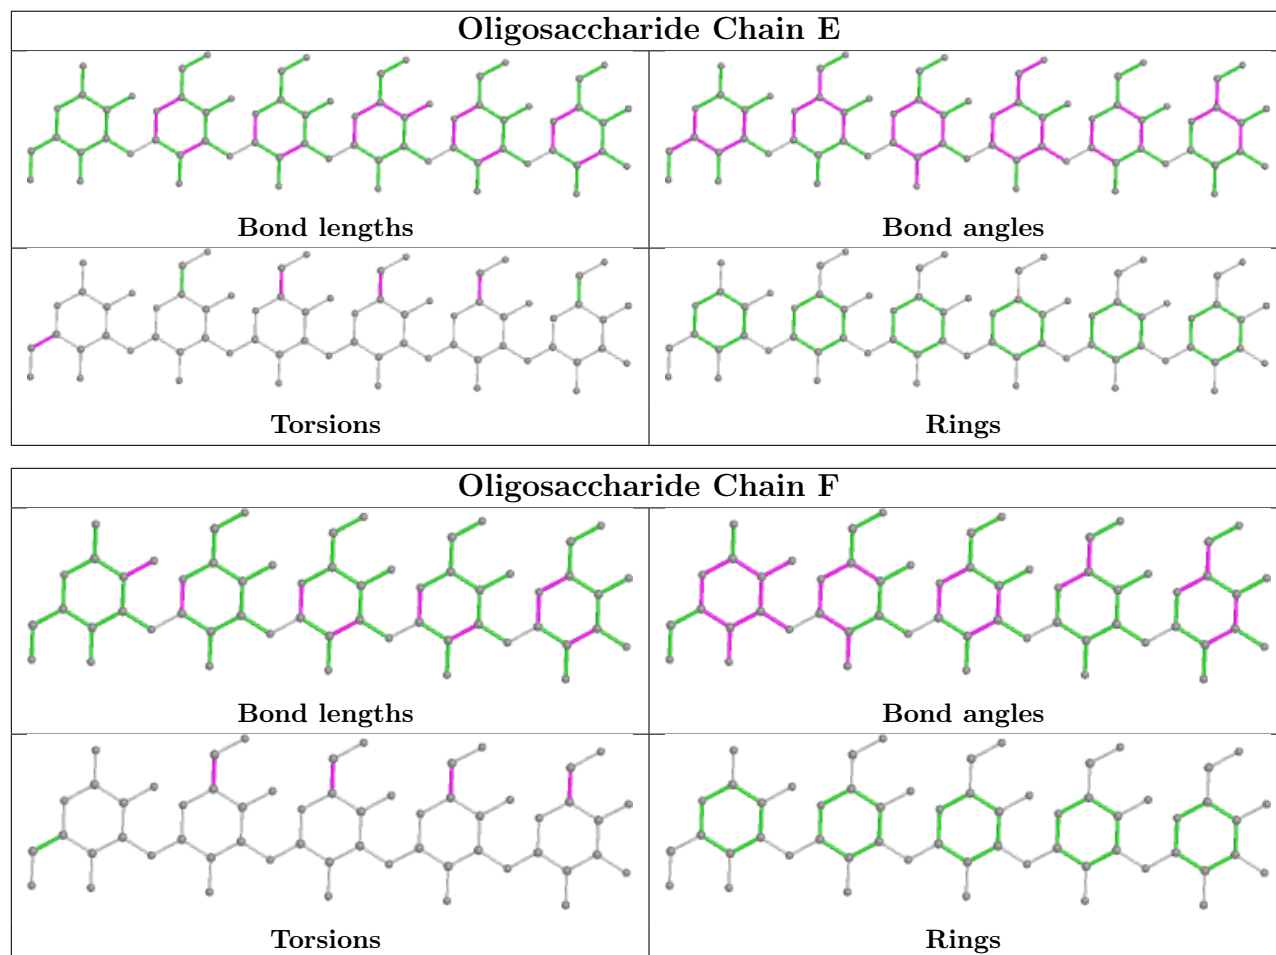 Oligosaccharide Chain E
Bond lengths
Bond angles
Torsions
Rings
Oligosaccharide Chain F
Bond lengths
Bond angles
Torsions
Rings